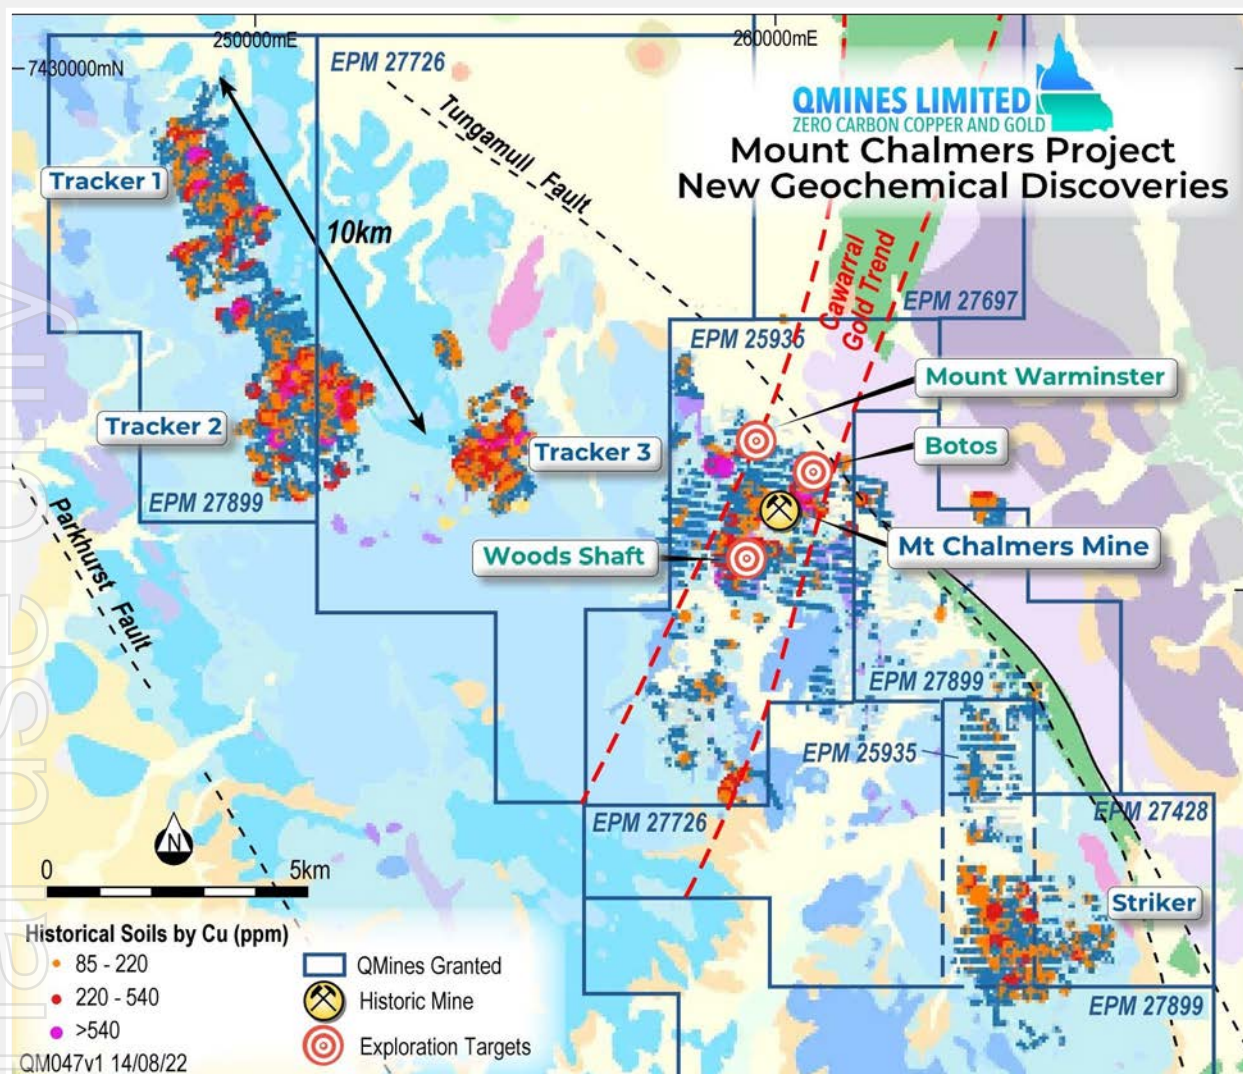 250000mE
260000mE
7430000mN
EPM 27726
QMINES LIMITED
ZERO CARBON COPPER AND GOLD
Mount Chalmers Project
New Geochemical Discoveries
Tungamull Fault
Tracker 1
10km
Cawarral
Gold Trend
EPM 27697
EPM 25935
Mount Warminster
Tracker 2
Tracker 3
Botos
EPM 27899
Parkhurst Fault
Woods Shaft
Mt Chalmers Mine
EPM 27899
EPM 25935
EPM 27726
EPM 27428
Striker
EPM 27899
N
0
5km
Historical Soils by Cu (ppm)
85 - 220
220 - 540
>540
QMines Granted
Historic Mine
Exploration Targets
QM047v1 14/08/22
use only